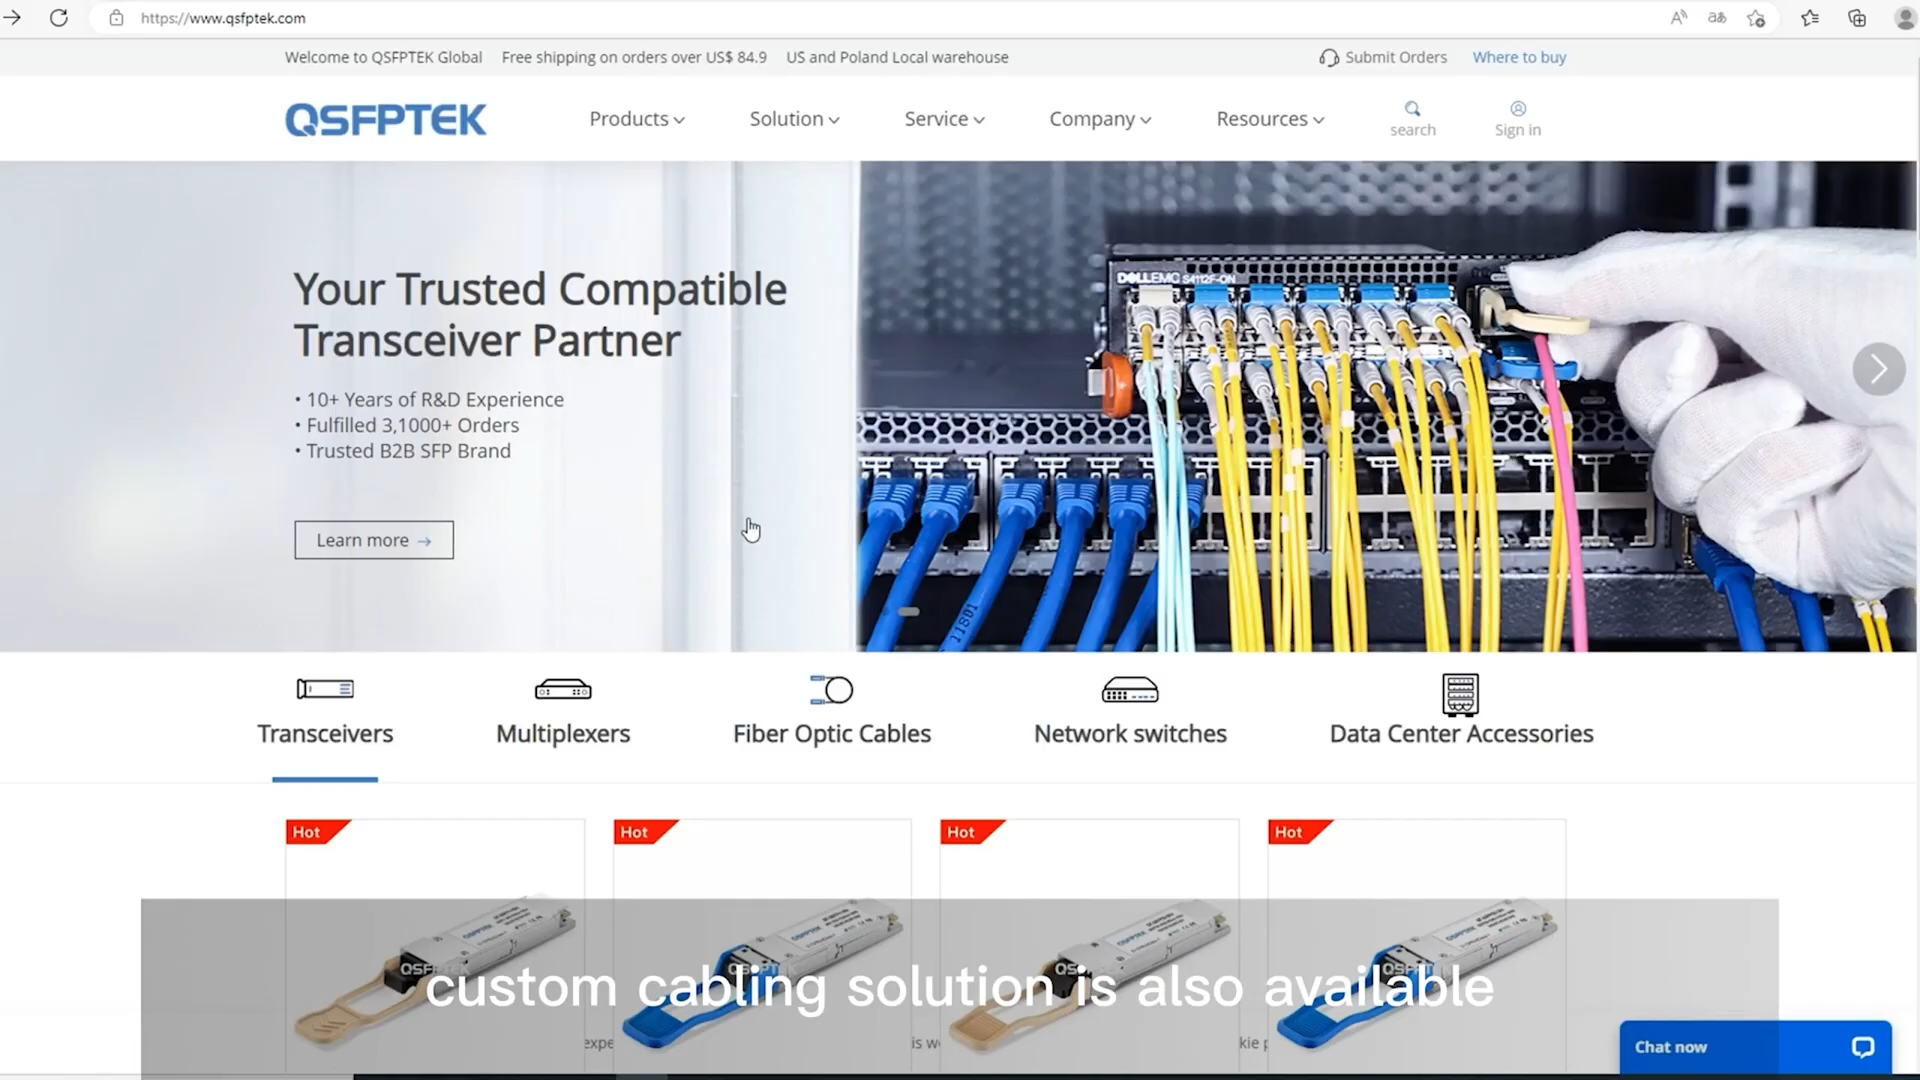 https://www.qsfptek.com
Welcome to QSFPTEK Global Free shipping on orders over US$ 84.9 US and Poland Local warehouse Submit Orders Where to buy
QSFPTEK Products Solution Service Company Resources search Sign in
DELLEMC S4112F-ON
Your Trusted Compatible
Transceiver Partner
• 10+ Years of R&D Experience
• Fulfilled 3,1000+ Orders
• Trusted B2B SFP Brand
Learn more →
11801
Transceivers Multiplexers Fiber Optic Cables Network switches Data Center Accessories
Hot Hot Hot Hot
custom cabling solution is also available
Chat now